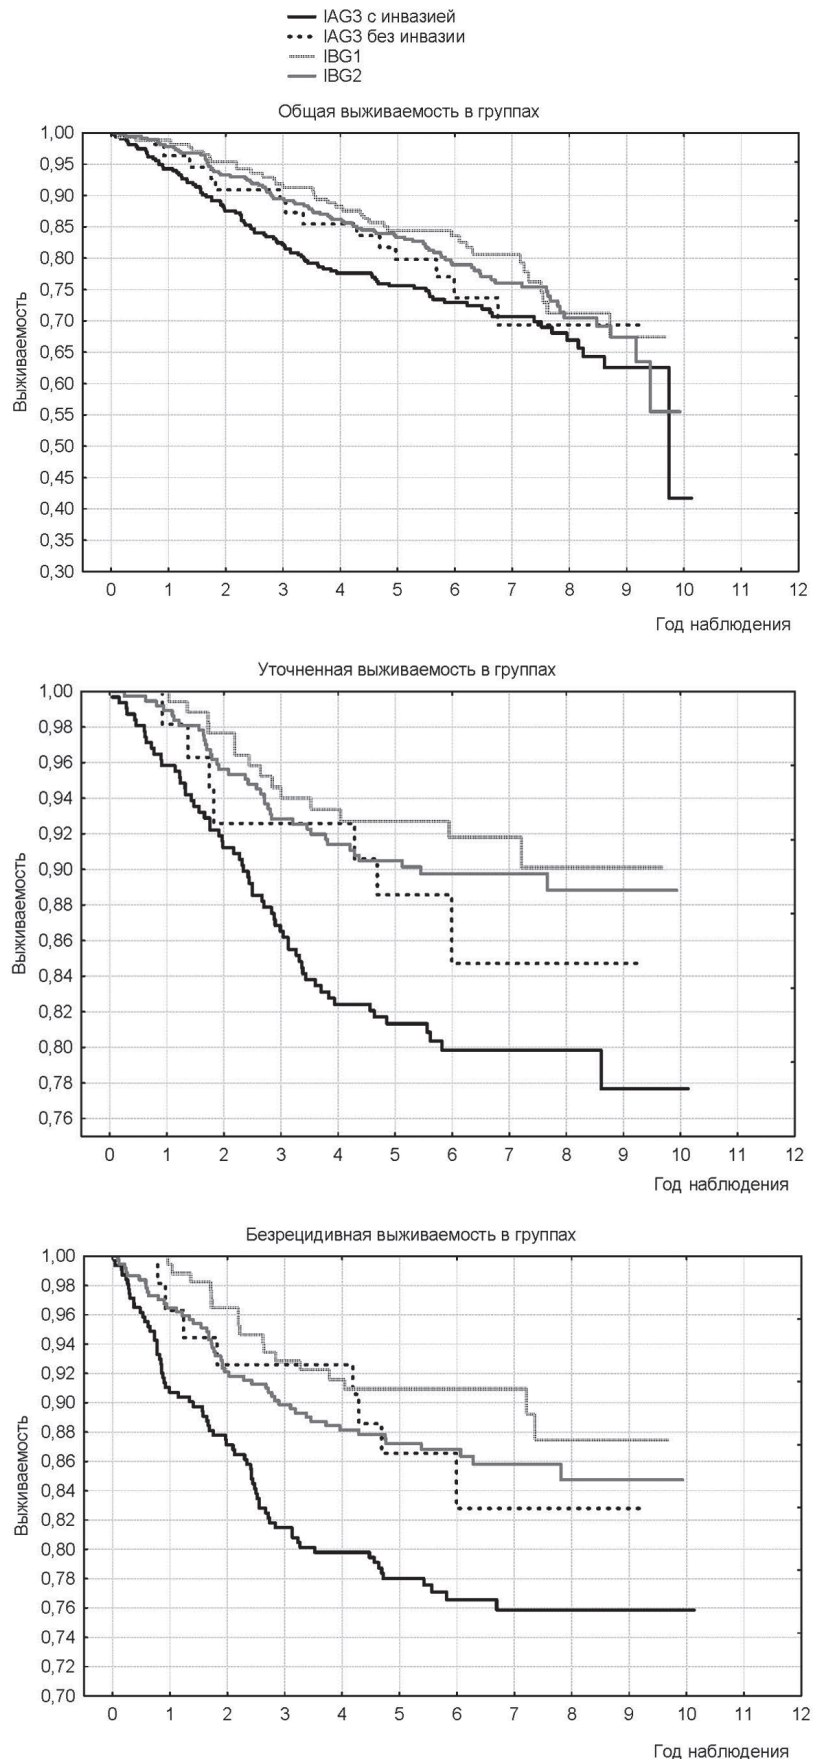 IAG3 с инвазией
IAG3 без инвазии
IBG1
IBG2
Общая выживаемость в группах
Выживаемость
1,00
0,95
0,90
0,85
0,80
0,75
0,70
0,65
0,60
0,55
0,50
0,45
0,40
0,35
0,30
0 1 2 3 4 5 6 7 8 9 10 11 12
Год наблюдения
Уточненная выживаемость в группах
Выживаемость
1,00
0,98
0,96
0,94
0,92
0,90
0,88
0,86
0,84
0,82
0,80
0,78
0,76
0 1 2 3 4 5 6 7 8 9 10 11 12
Год наблюдения
Безрецидивная выживаемость в группах
Выживаемость
1,00
0,98
0,96
0,94
0,92
0,90
0,88
0,86
0,84
0,82
0,80
0,78
0,76
0,74
0,72
0,70
0 1 2 3 4 5 6 7 8 9 10 11 12
Год наблюдения